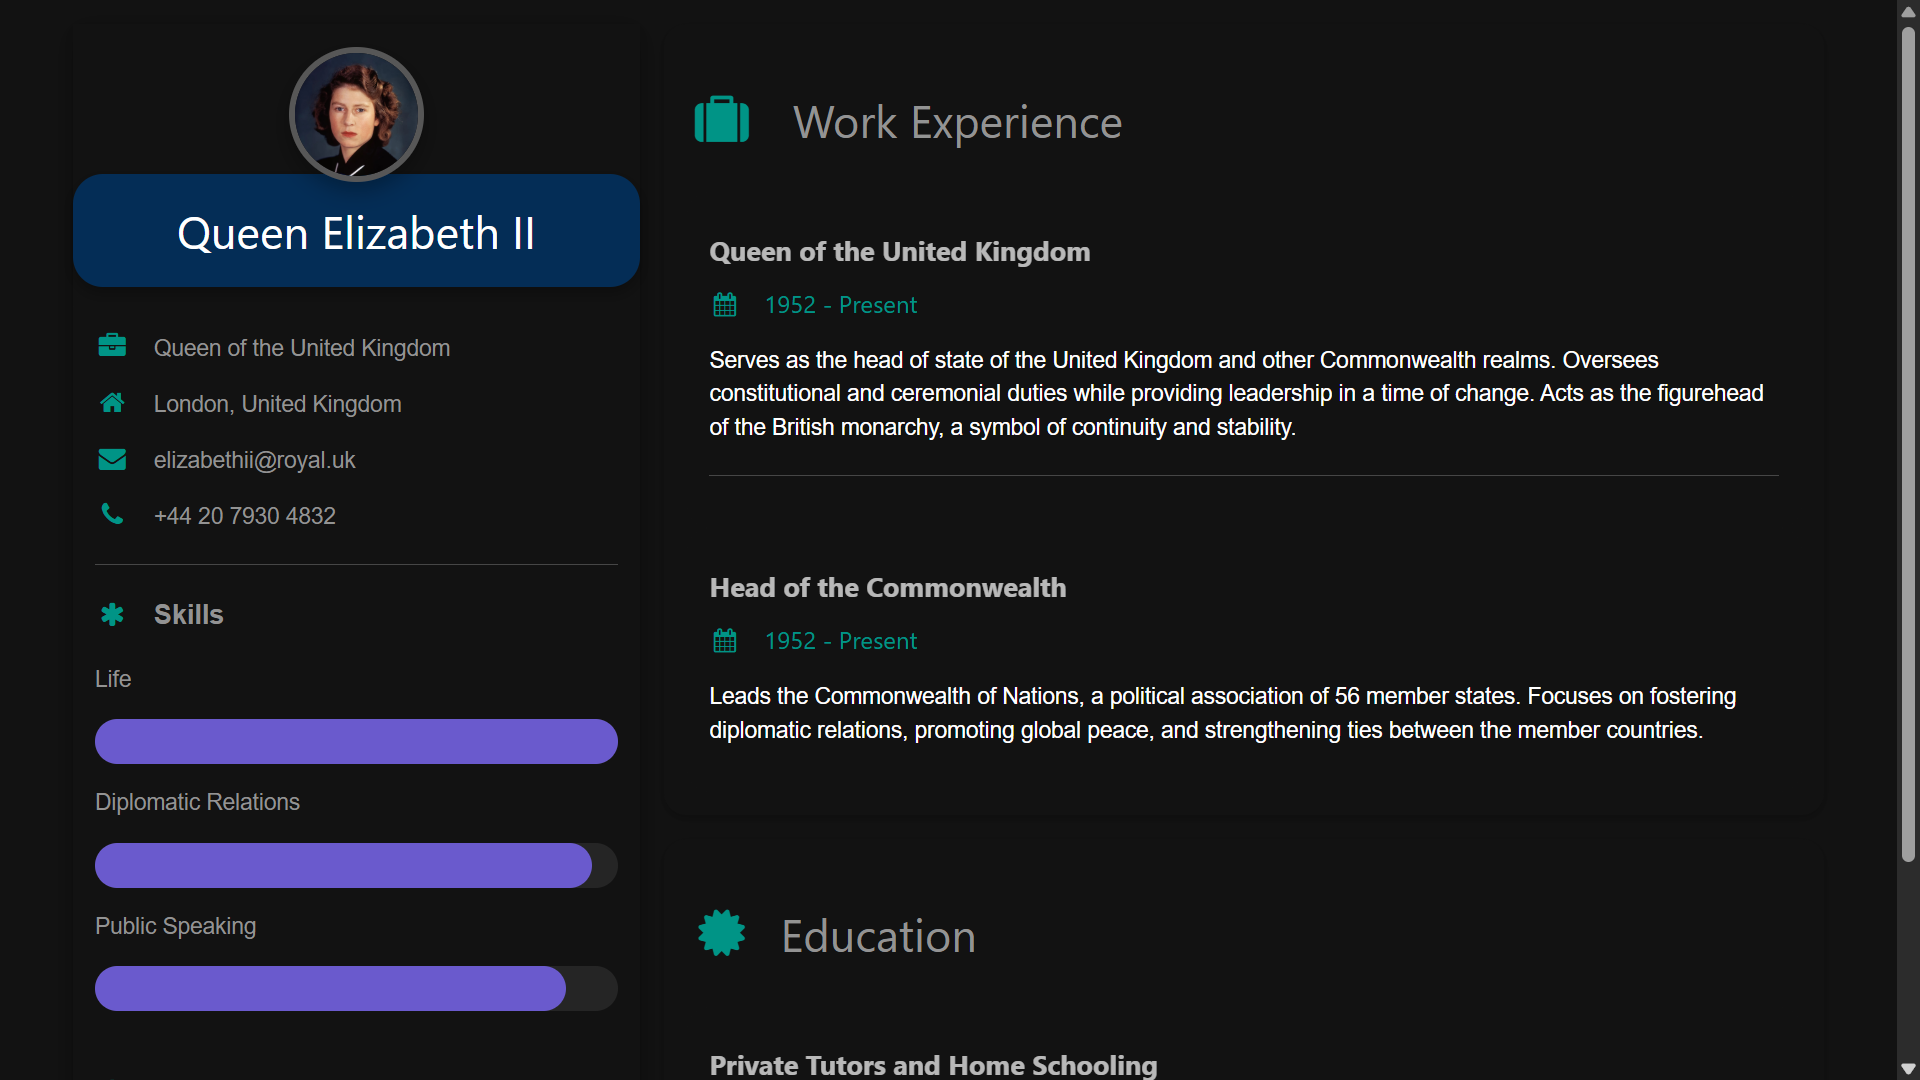 Queen Elizabeth II
Queen of the United Kingdom
London, United Kingdom
elizabethii@royal.uk
+44 20 7930 4832
Skills
Life
Diplomatic Relations
Public Speaking
Work Experience
Queen of the United Kingdom
1952 - Present
Serves as the head of state of the United Kingdom and other Commonwealth realms. Oversees
constitutional and ceremonial duties while providing leadership in a time of change. Acts as the figurehead
of the British monarchy, a symbol of continuity and stability.
Head of the Commonwealth
1952 - Present
Leads the Commonwealth of Nations, a political association of 56 member states. Focuses on fostering
diplomatic relations, promoting global peace, and strengthening ties between the member countries.
Education
Private Tutors and Home Schooling